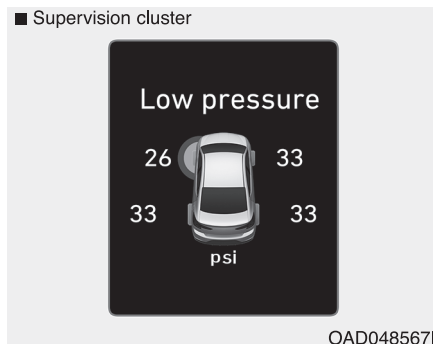 ■ Supervision cluster
Low pressure
26 33
33 33
psi
OAD048567